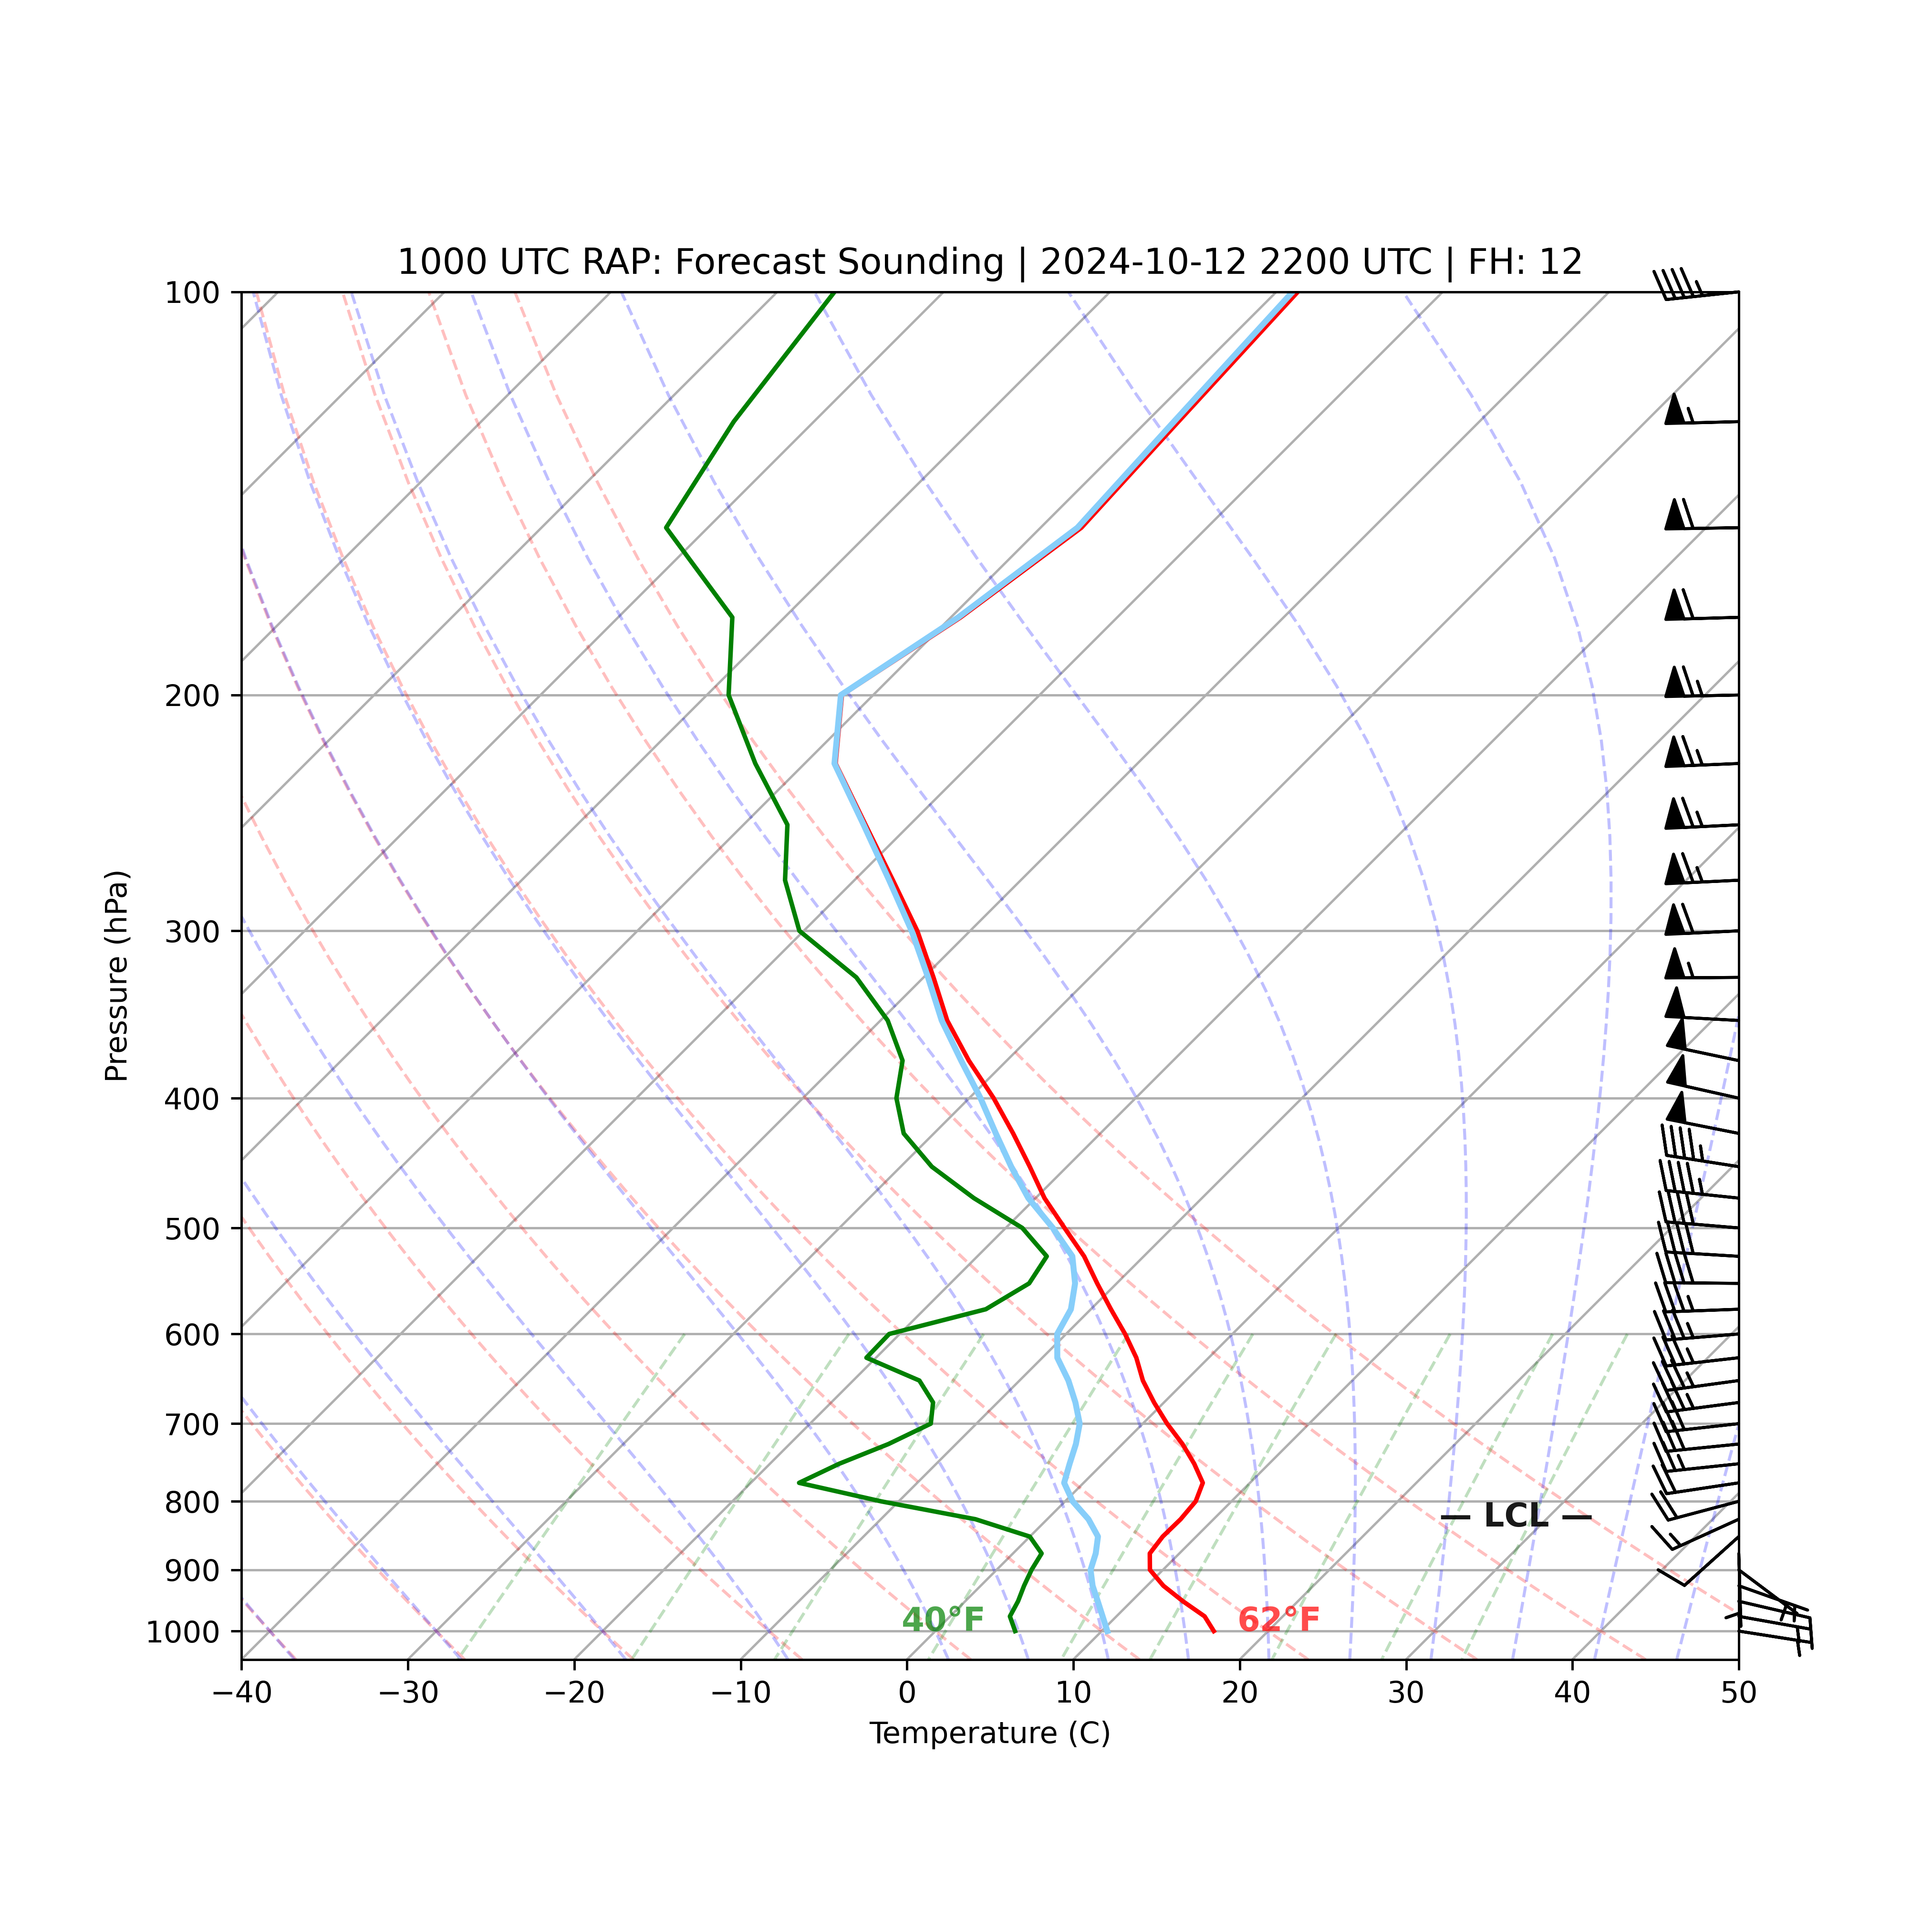 1000 UTC RAP: Forecast Sounding | 2024-10-12 2200 UTC | FH: 12
100
200
300
400
500
600
700
800
900
1000
Pressure (hPa)
— LCL —
40°F
62°F
−40 −30 −20 −10 0 10 20 30 40 50
Temperature (C)